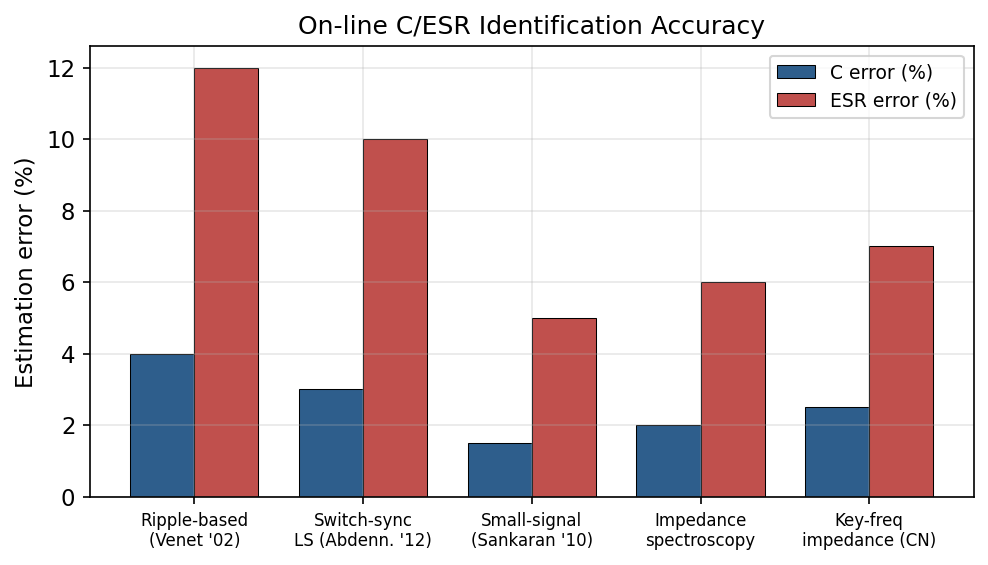 On-line C/ESR Identification Accuracy
C error (%)
ESR error (%)
Estimation error (%)
12
10
8
6
4
2
0
Ripple-based
(Venet '02)
Switch-sync
LS (Abdenn. '12)
Small-signal
(Sankaran '10)
Impedance
spectroscopy
Key-freq
impedance (CN)